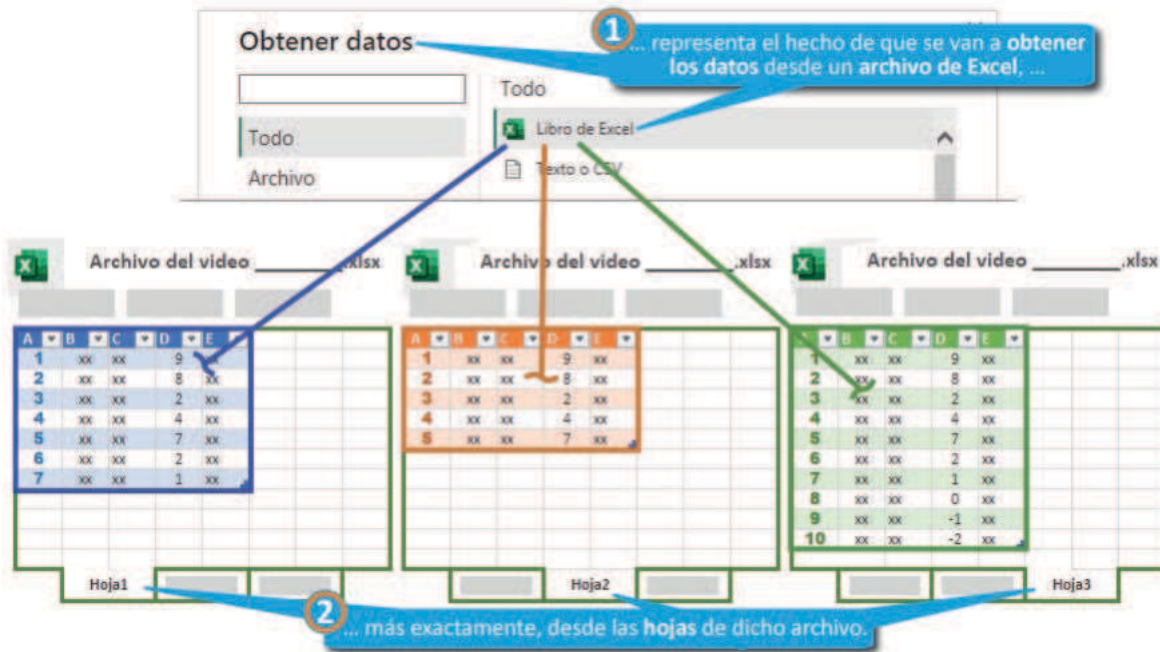 Obtener datos
1 ... representa el hecho de que se van a obtener
los datos desde un archivo de Excel, ...
Todo
Todo
Libro de Excel
Archivo
Texto o CSV
Archivo del video ________.xlsx
A B C D E
1 xx xx 9
2 xx xx 8 xx
3 xx xx 2 xx
4 xx xx 4 xx
5 xx xx 7 xx
6 xx xx 2 xx
7 xx xx 1 xx
Hoja1
Archivo del video ________.xlsx
A B C D E
1 xx xx 9 xx
2 xx xx 8 xx
3 xx xx 2 xx
4 xx xx 4 xx
5 xx xx 7 xx
Hoja2
Archivo del video ________.xlsx
B C D E
1 xx xx 9 xx
2 xx xx 8 xx
3 xx xx 2 xx
4 xx xx 4 xx
5 xx xx 7 xx
6 xx xx 2 xx
7 xx xx 1 xx
8 xx xx 0 xx
9 xx xx -1 xx
10 xx xx -2 xx
Hoja3
2 ... más exactamente, desde las hojas de dicho archivo.